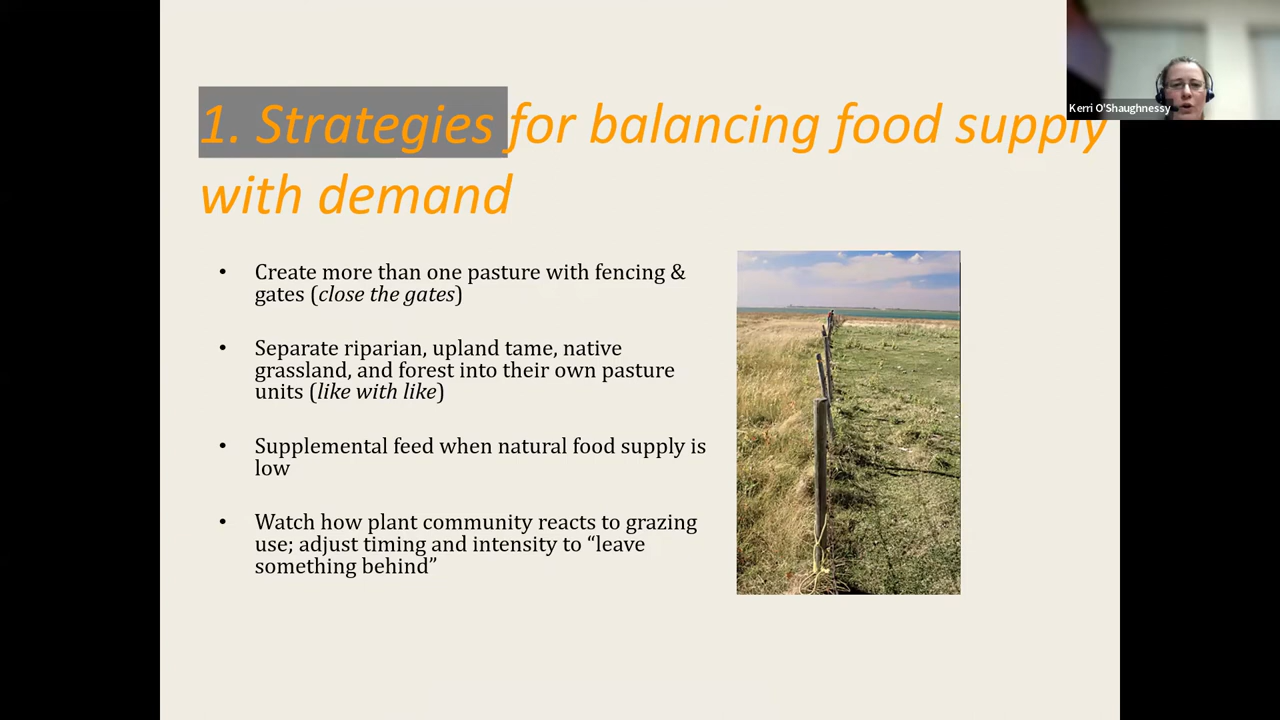 1. Strategies for balancing food supply
with demand
Kerri O'Shaughnessy
• Create more than one pasture with fencing &
gates (close the gates)
• Separate riparian, upland tame, native
grassland, and forest into their own pasture
units (like with like)
• Supplemental feed when natural food supply is
low
• Watch how plant community reacts to grazing
use; adjust timing and intensity to “leave
something behind”